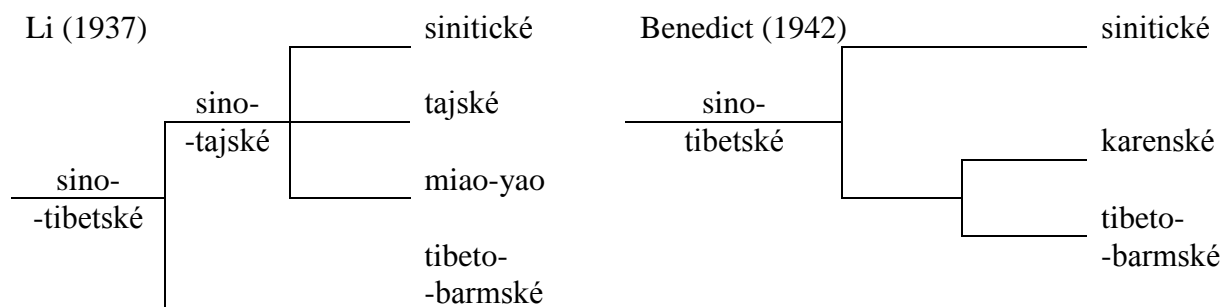 Li (1937)
sinitické
tajské
sino-
-tajské
miao-yao
sino-
-tibetské
tibeto-
-barmské
Benedict (1942)
sinitické
sino-
tibetské
karenské
tibeto-
-barmské